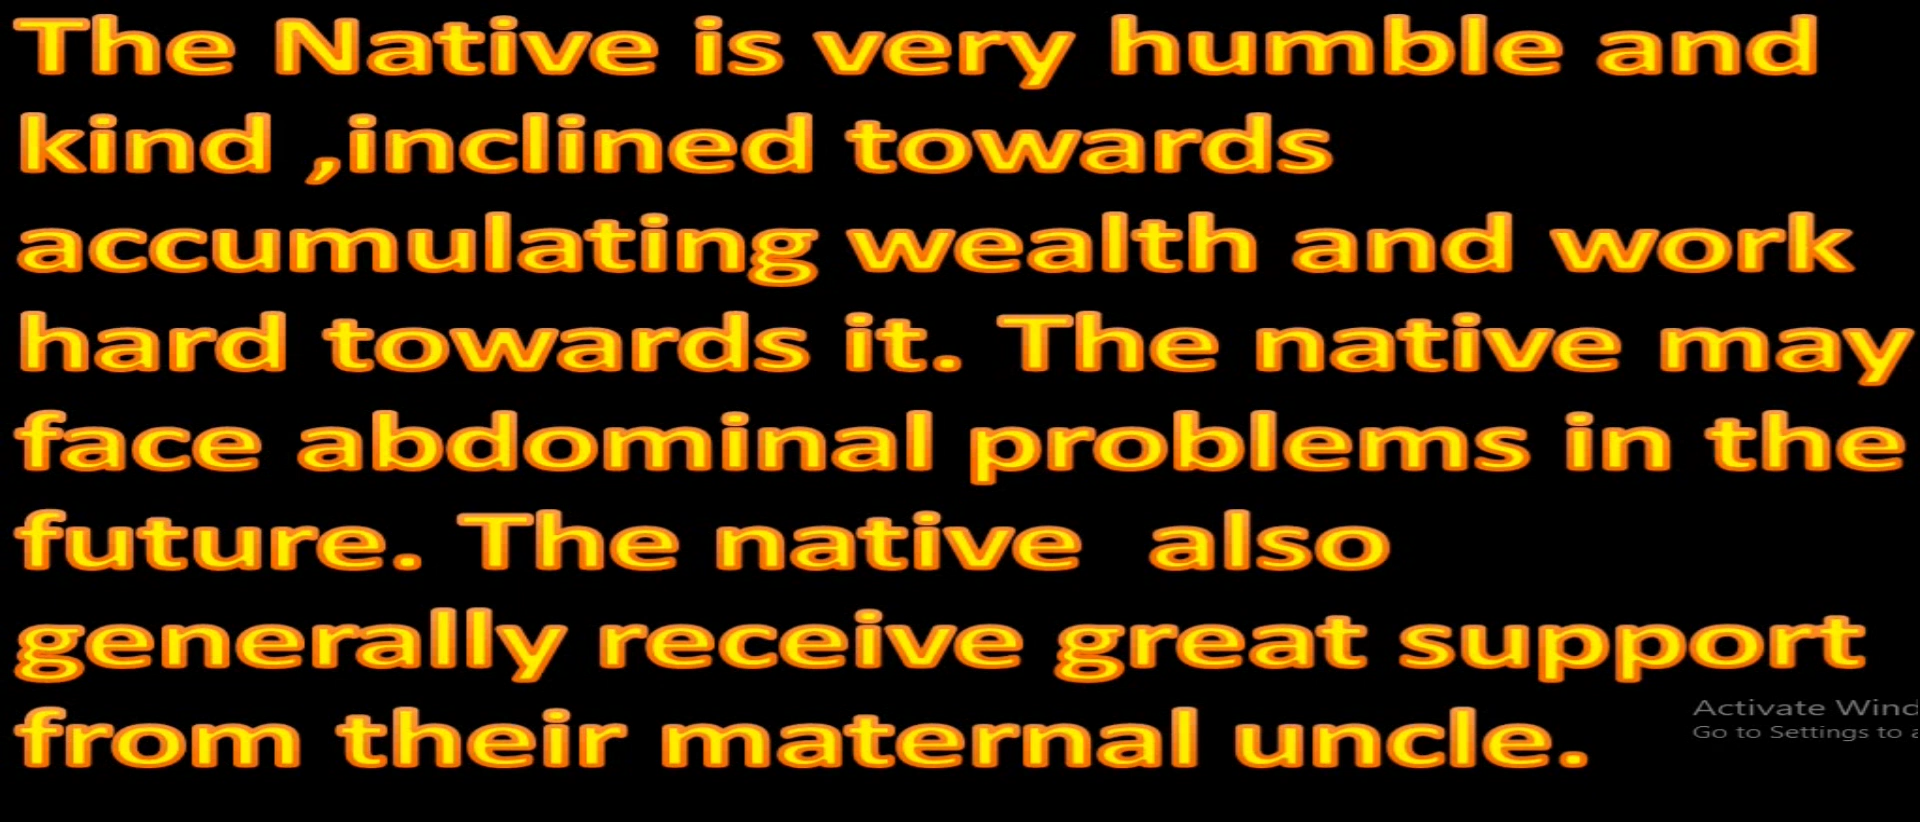 The Native is very humble and
kind ,inclined towards
accumulating wealth and work
hard towards it. The native may
face abdominal problems in the
future. The native  also
generally receive great support
from their maternal uncle.
Activate Wind
Go to Settings to a